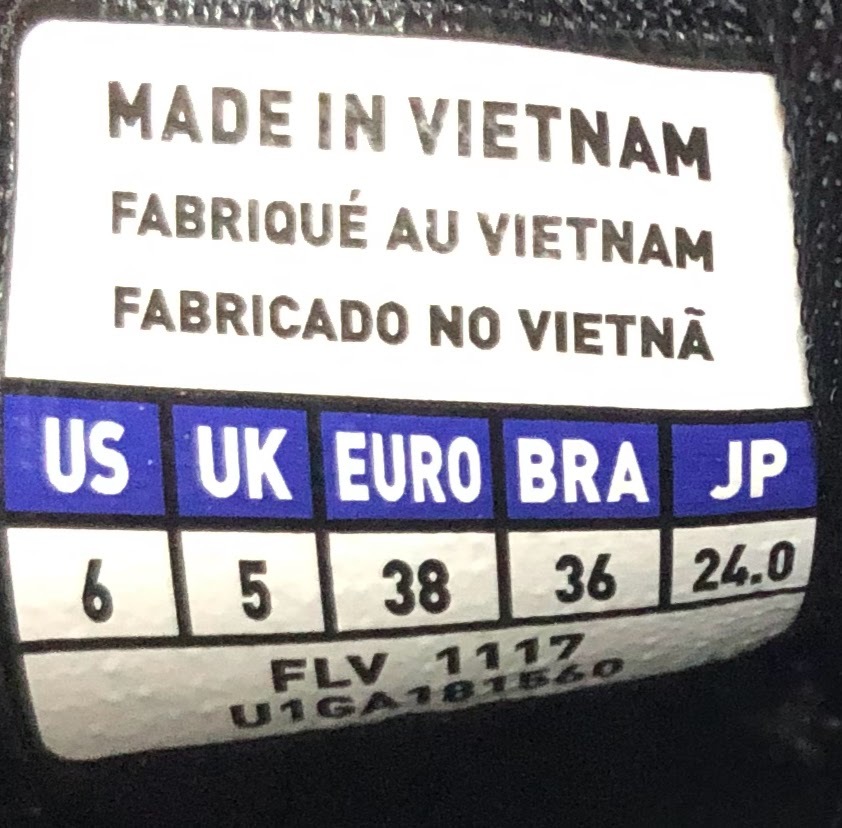 MADE IN VIETNAM
FABRIQUÉ AU VIETNAM
FABRICADO NO VIETNÃ
US UK EURO BRA JP
6 5 38 36 24.0
FLV 1117
U1GA181560